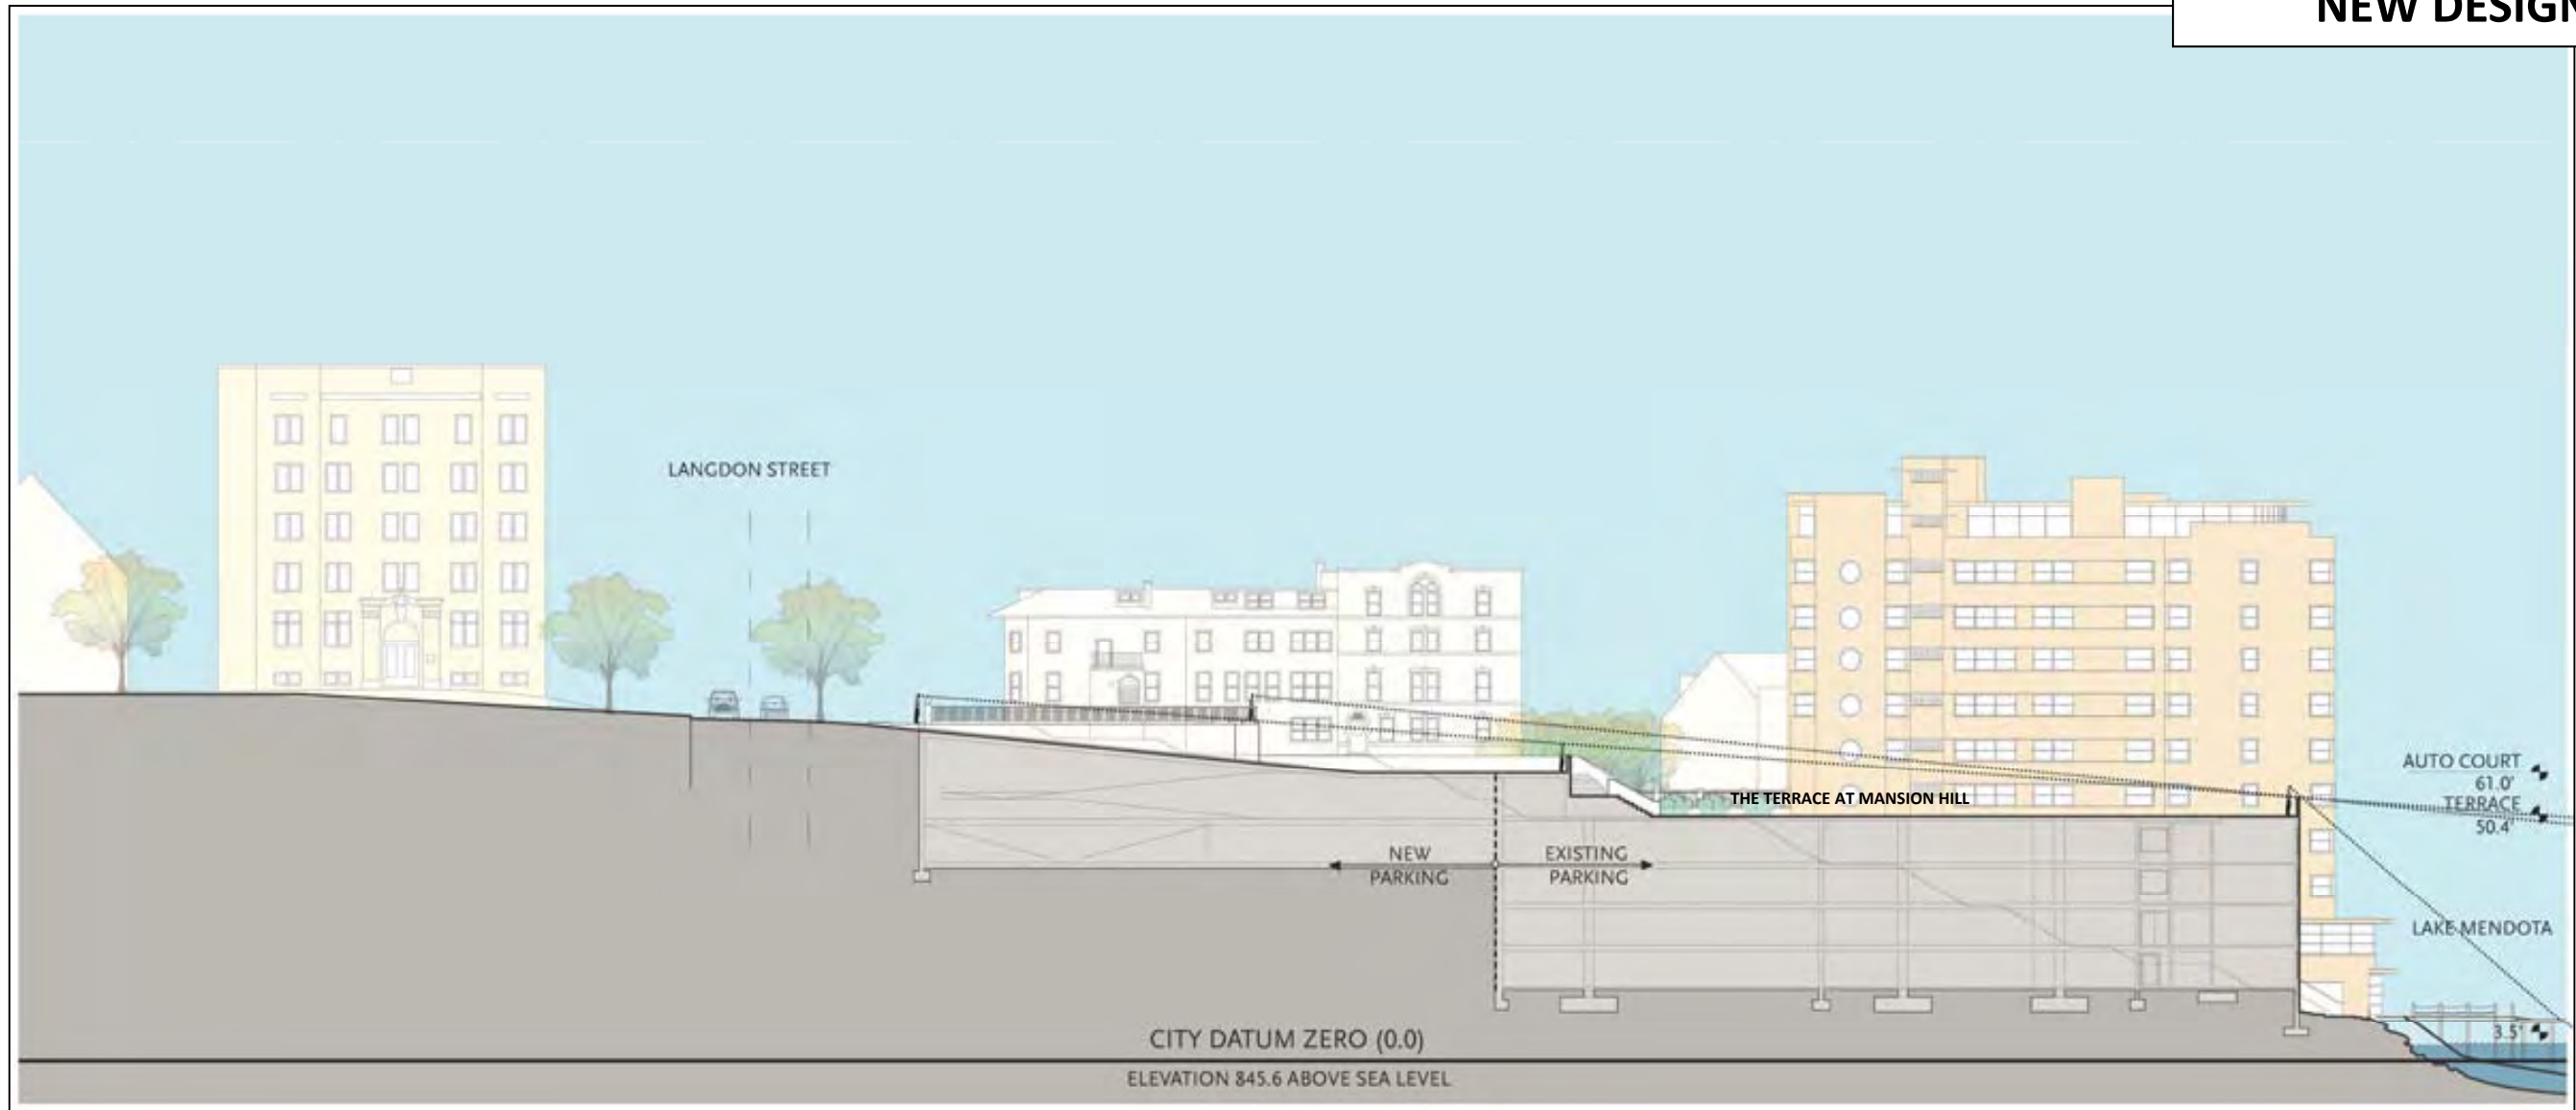 NEW DESIGN
LANGDON STREET
AUTO COURT
61.0'
TERRACE
50.4'
THE TERRACE AT MANSION HILL
NEW
PARKING
EXISTING
PARKING
LAKE MENDOTA
3.5'
CITY DATUM ZERO (0.0)
ELEVATION 845.6 ABOVE SEA LEVEL